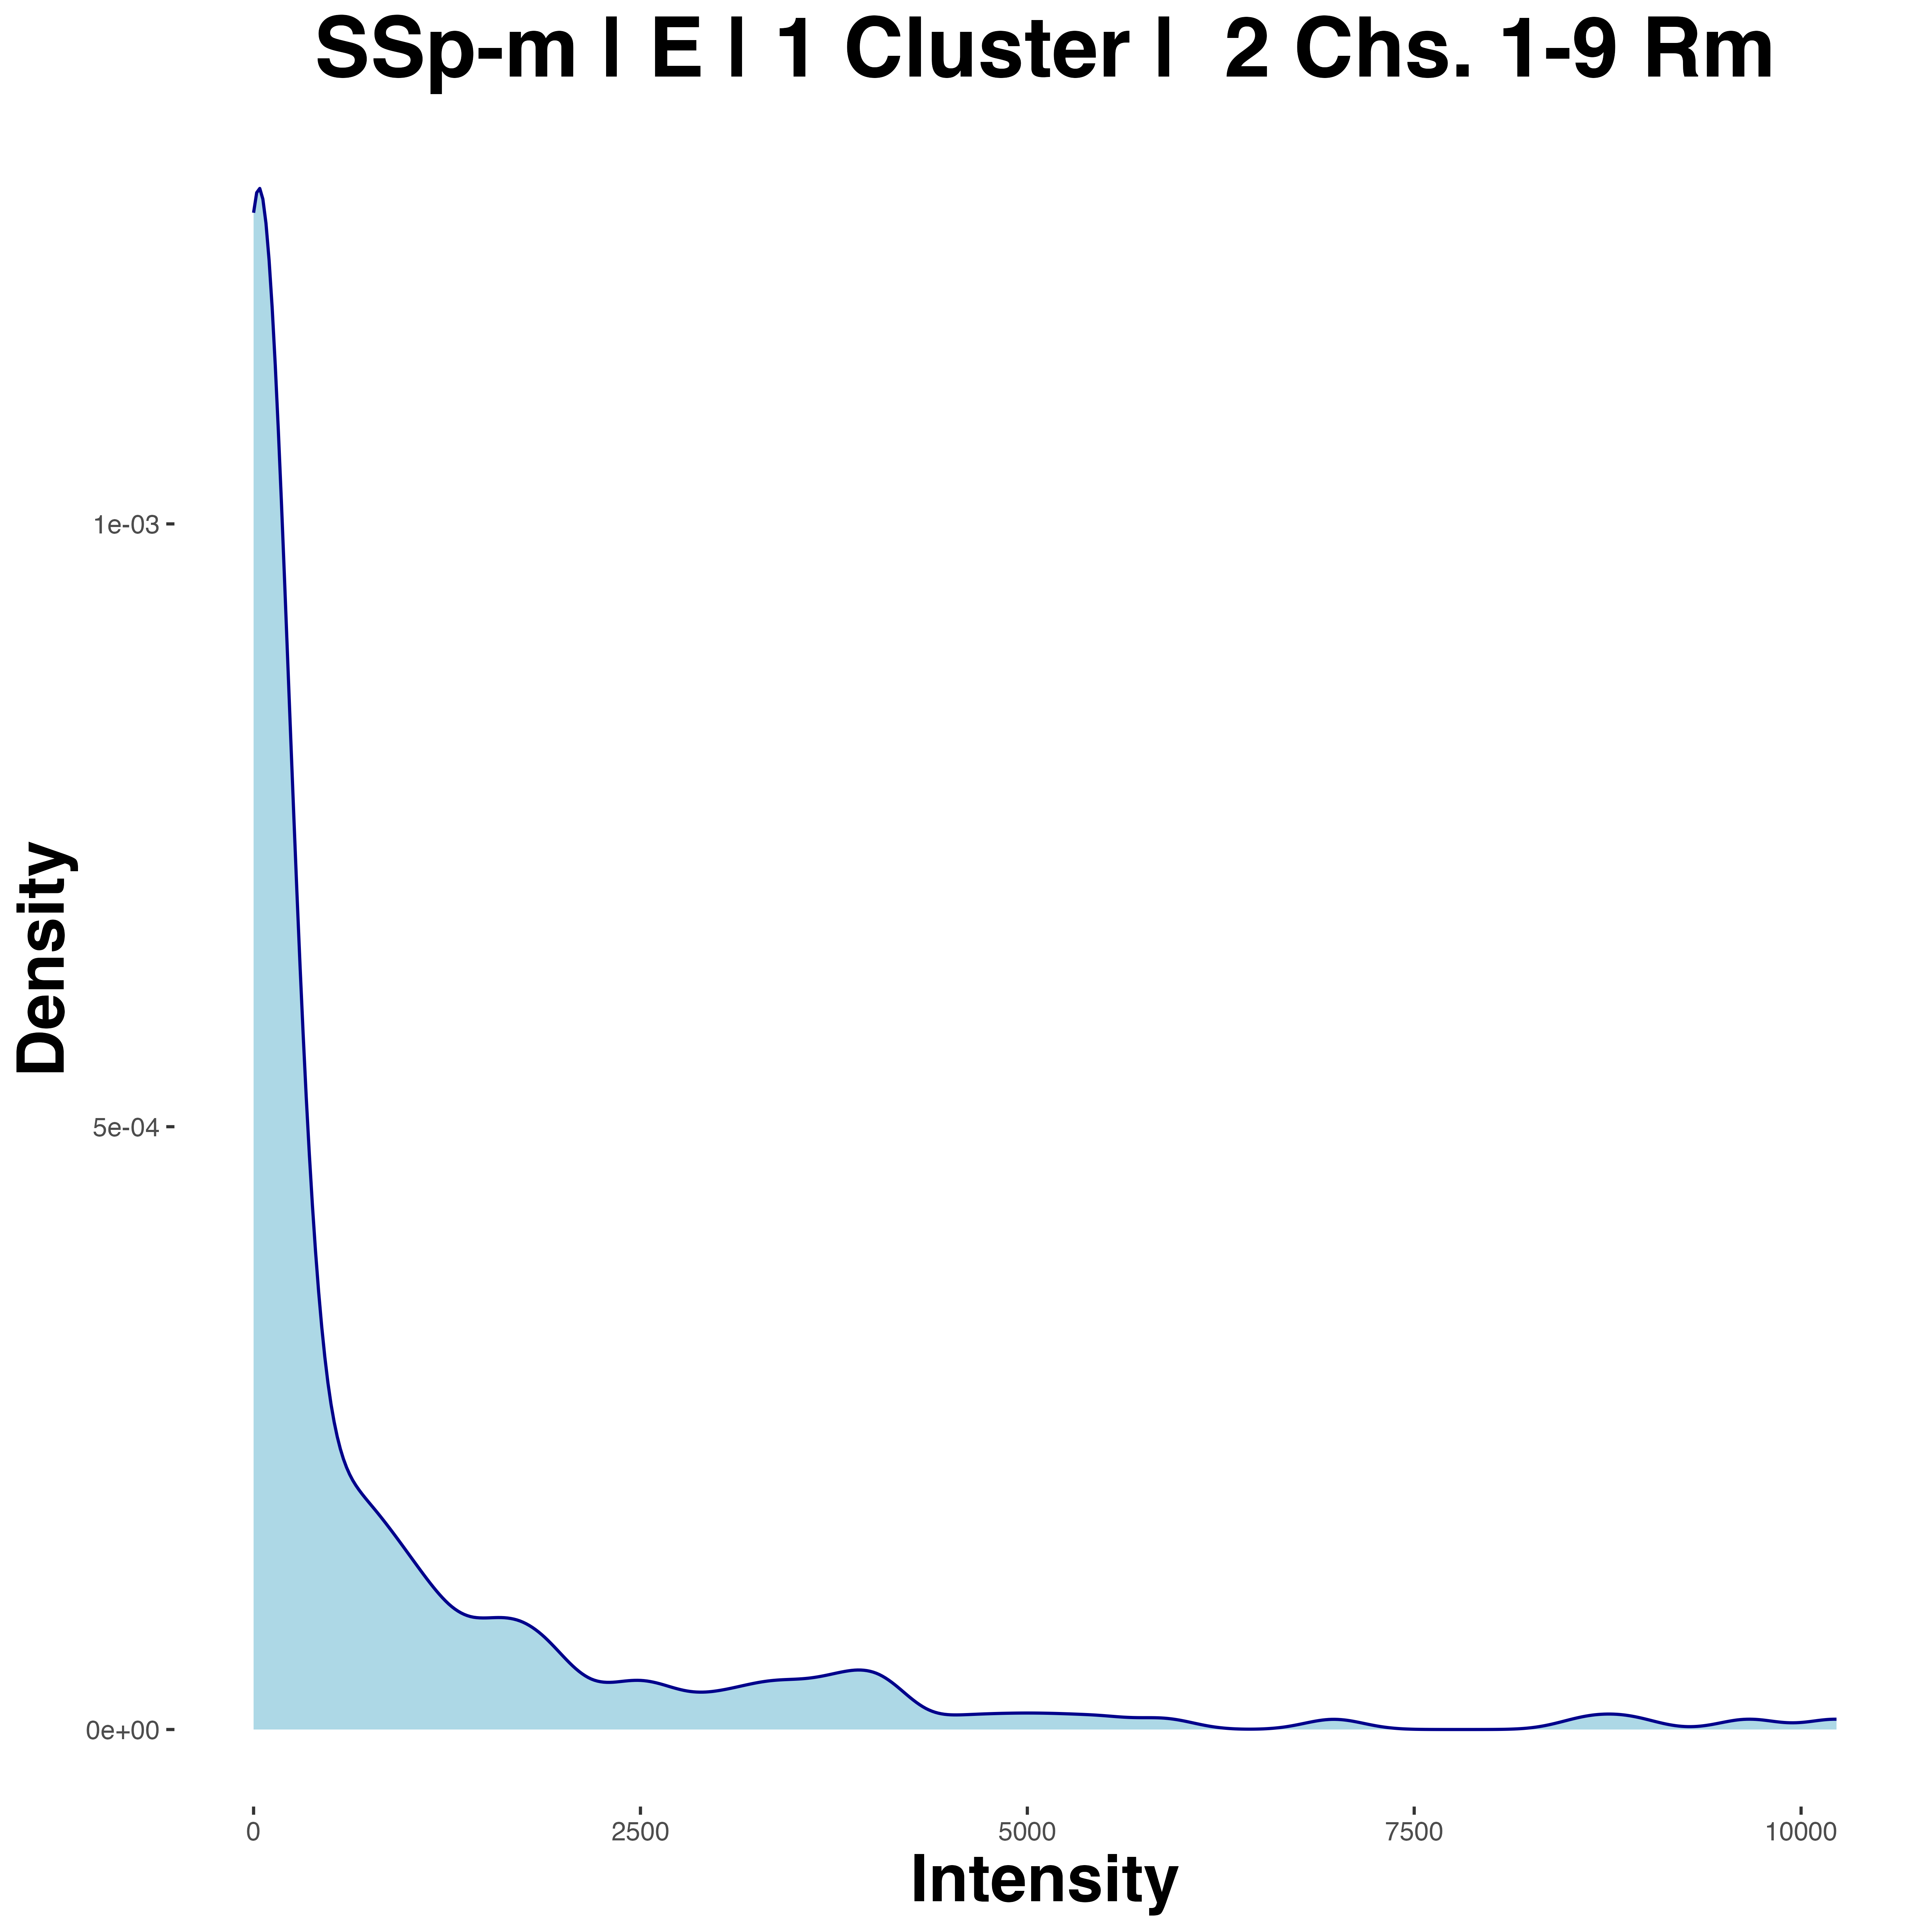 SSp-m | E | 1 Cluster |  2 Chs. 1-9 Rm
Density
1e-03
5e-04
0e+00
0 2500 5000 7500 10000
Intensity